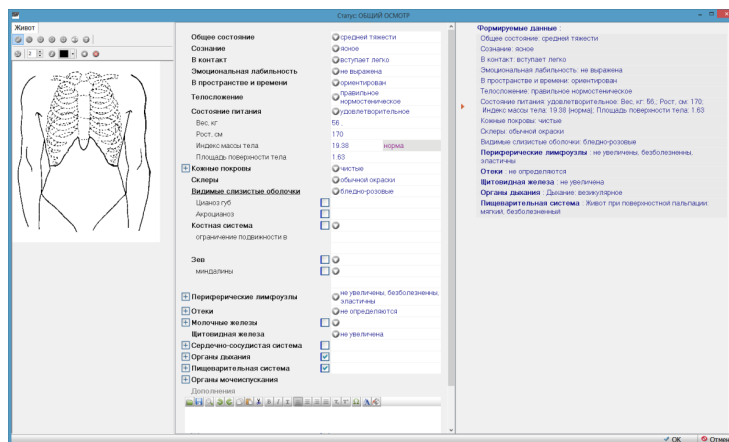 Статус: ОБЩИЙ ОСМОТР
Живот
2
Общее состояние
средней тяжести
Сознание
ясное
В контакт
вступает легко
Эмоциональная лабильность
не выражена
В пространстве и времени
ориентирован
Телосложение
правильное
нормостеническое
Состояние питания
удовлетворительное
Вес, кг
56 ,
Рост, см
170
Индекс массы тела
19.38
норма
Площадь поверхности тела
1.63
Кожные покровы
чистые
Склеры
обычной окраски
Видимые слизистые оболочки
бледно-розовые
Цианоз губ
Акроцианоз
Костная система
ограничение подвижности в
Зев
миндалины
Периферические лимфоузлы
не увеличены, безболезненны,
эластичны
Отеки
не определяются
Молочные железы
Щитовидная железа
не увеличена
Сердечно-сосудистая система
Органы дыхания
Пищеварительная система
Органы мочеиспускания
Дополнения
Формируемые данные :
Общее состояние: средней тяжести
Сознание: ясное
В контакт: вступает легко
Эмоциональная лабильность: не выражена
В пространстве и времени: ориентирован
Телосложение: правильное нормостеническое
Состояние питания: удовлетворительное: Вес, кг: 56,; Рост, см: 170;
Индекс массы тела: 19.38 |норма|; Площадь поверхности тела: 1.63
Кожные покровы: чистые
Склеры: обычной окраски
Видимые слизистые оболочки: бледно-розовые
Периферические лимфоузлы : не увеличены, безболезненны,
эластичны
Отеки : не определяются
Щитовидная железа : не увеличена
Органы дыхания : Дыхание: везикулярное
Пищеварительная система : Живот при поверхностной пальпации:
мягкий, безболезненный
OK
Отмен